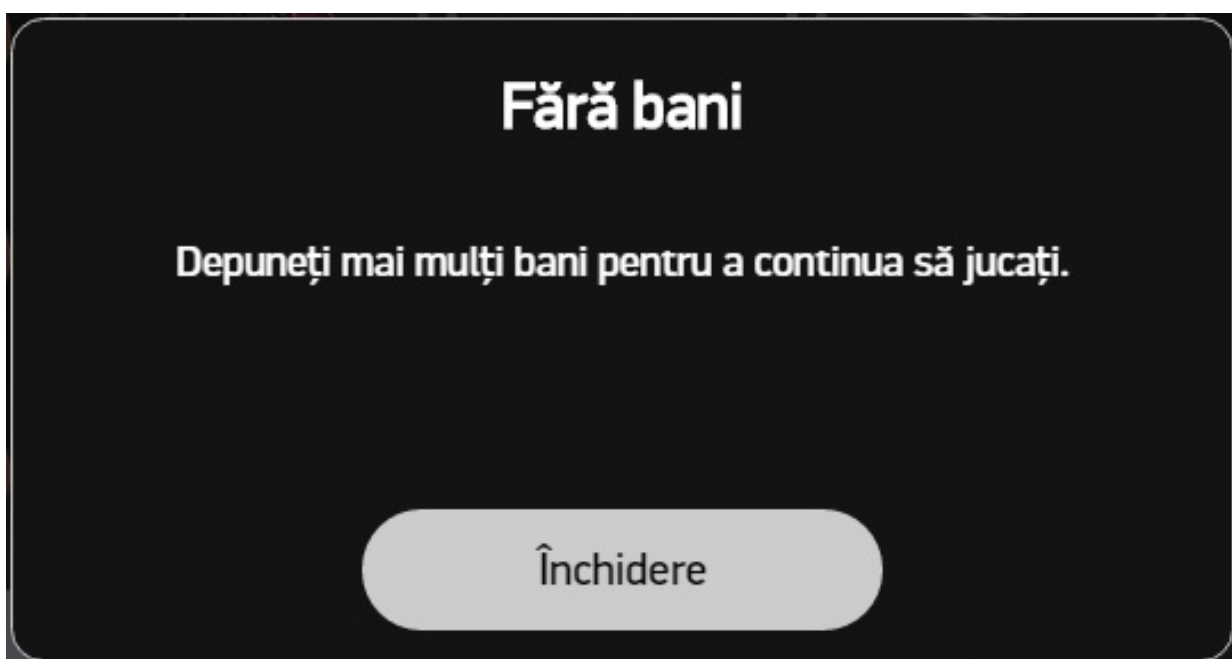 Fără bani
Depuneți mai mulți bani pentru a continua să jucați.
Închidere